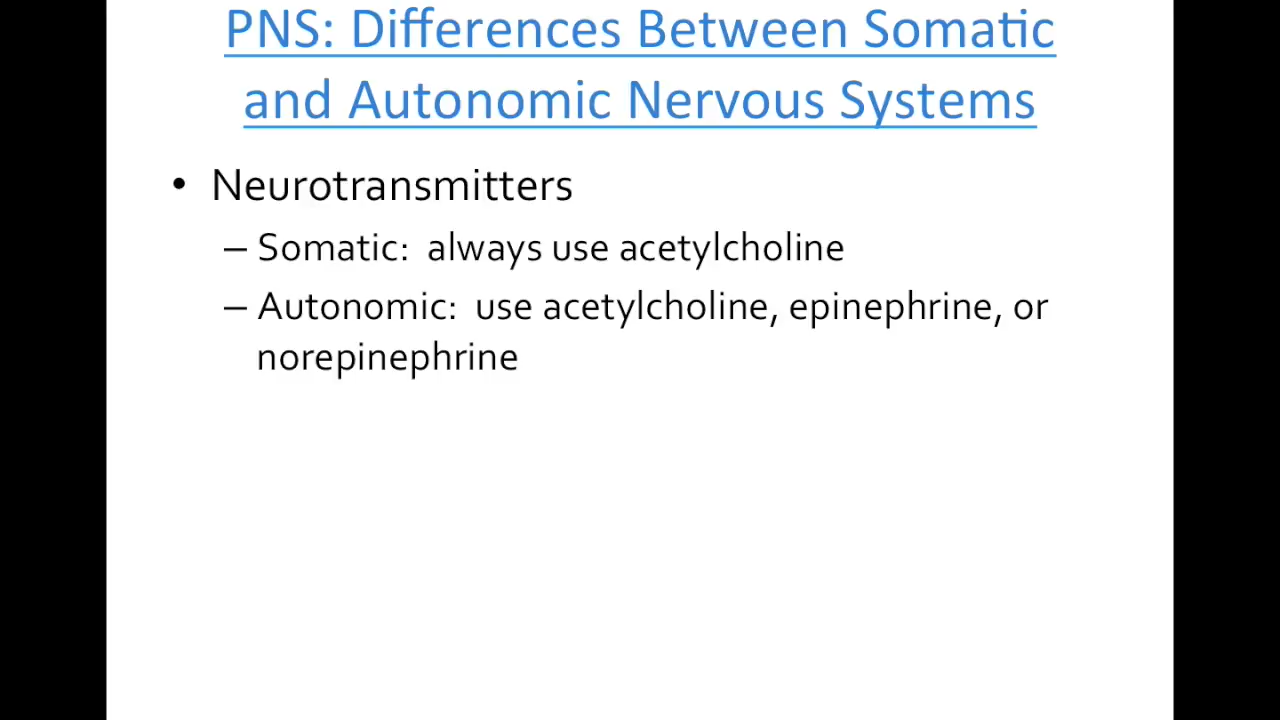 PNS: Differences Between Somatic
and Autonomic Nervous Systems
• Neurotransmitters
– Somatic:  always use acetylcholine
– Autonomic:  use acetylcholine, epinephrine, or
norepinephrine